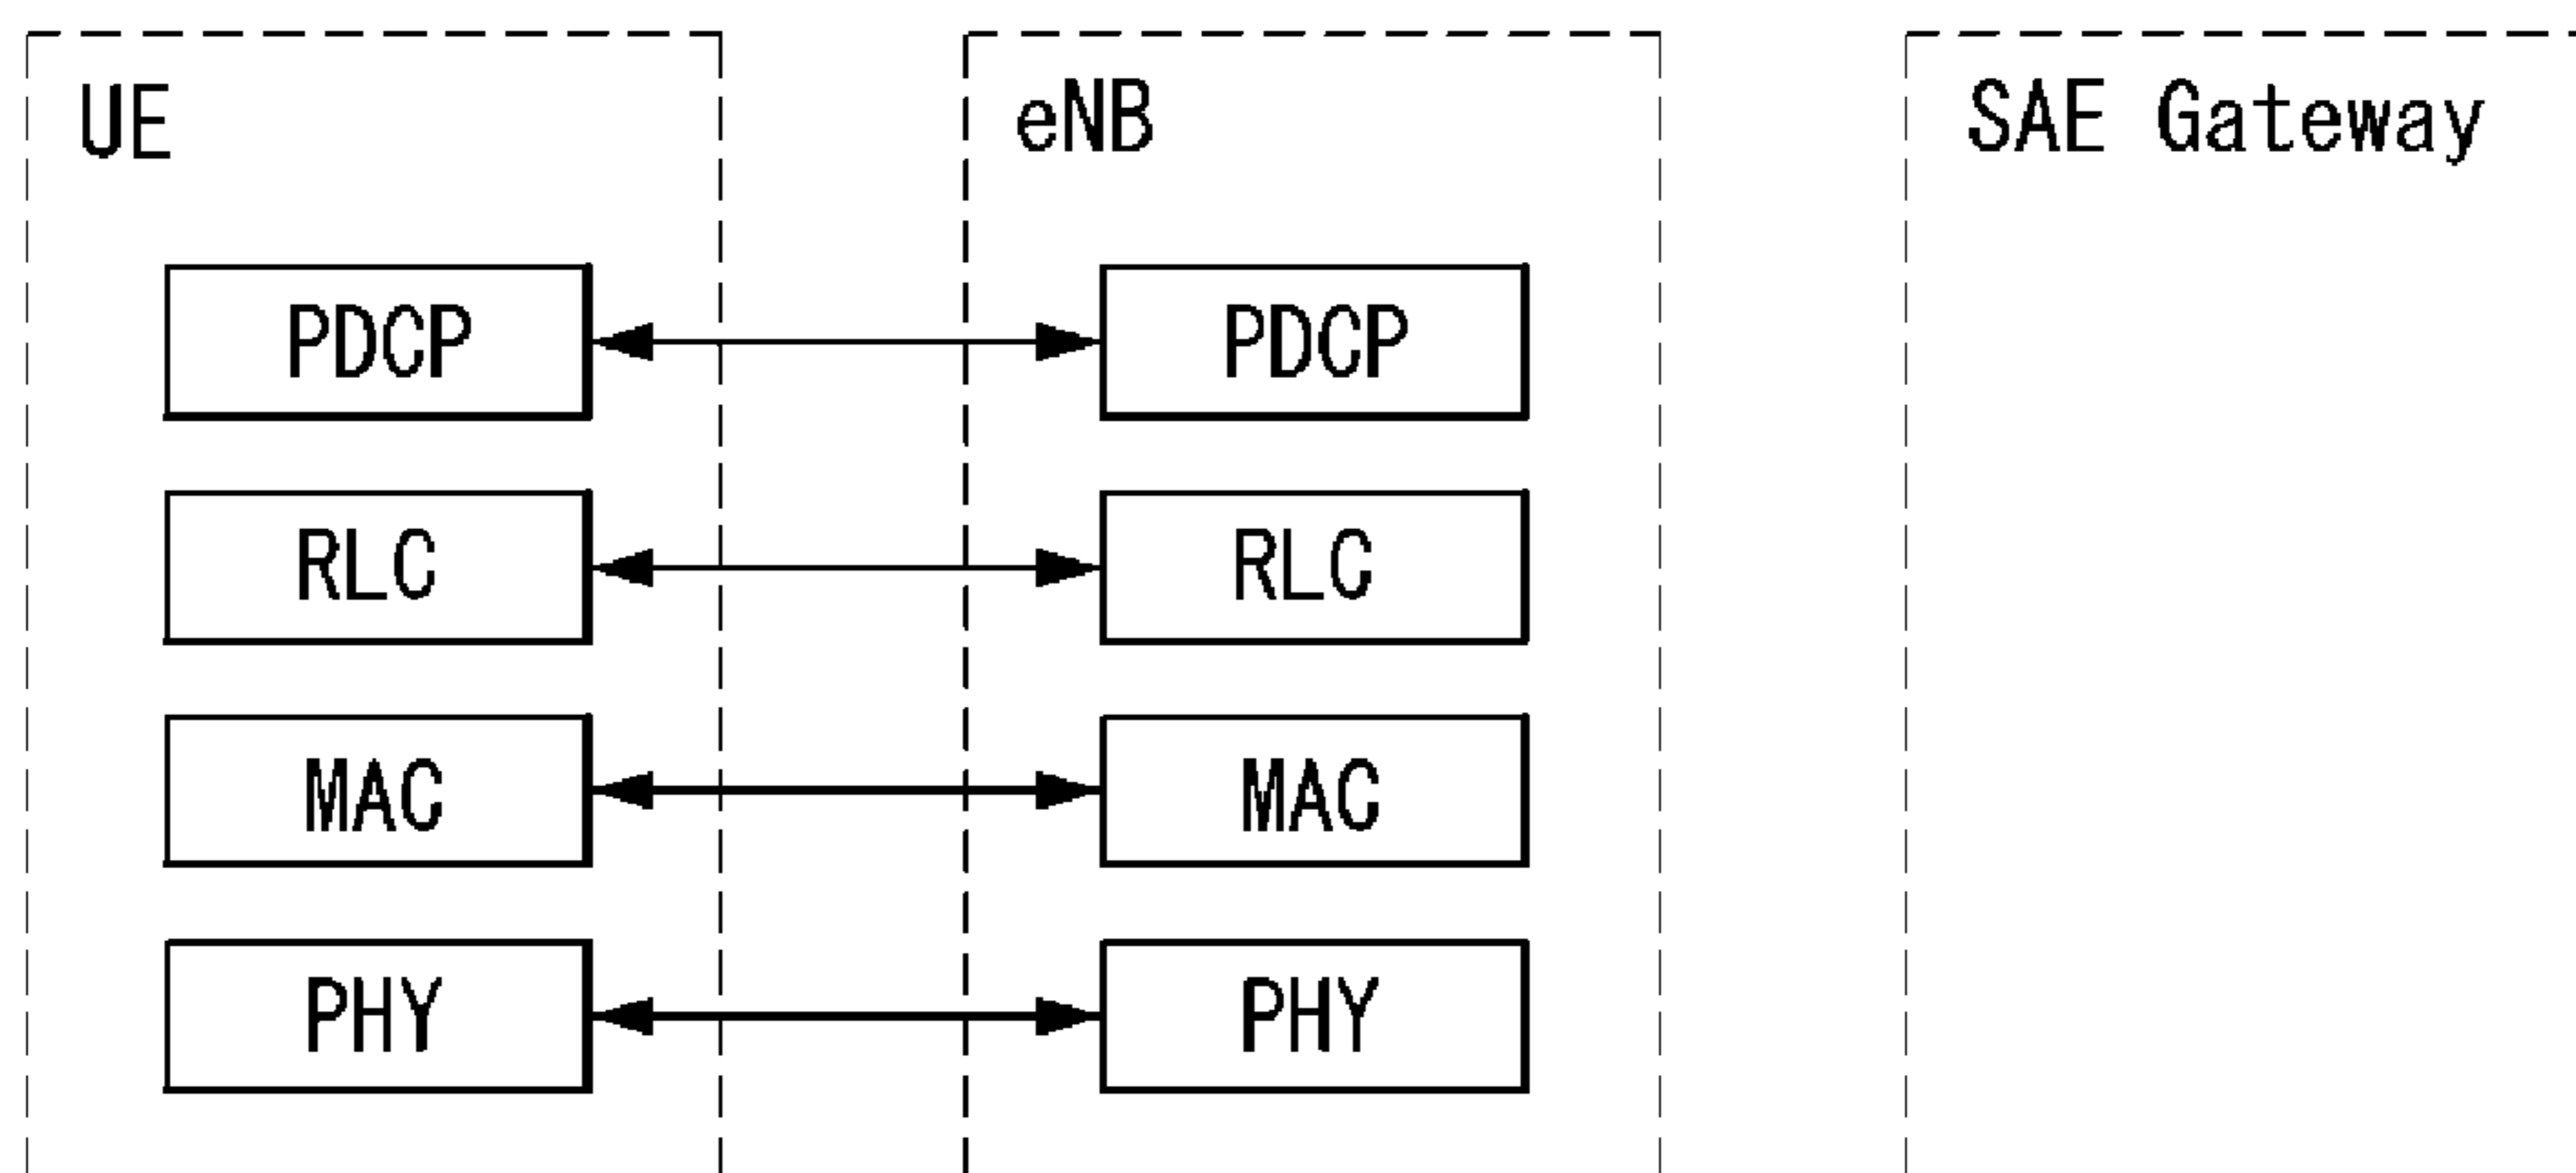 UE
eNB
SAE Gateway
PDCP
PDCP
RLC
RLC
MAC
MAC
PHY
PHY